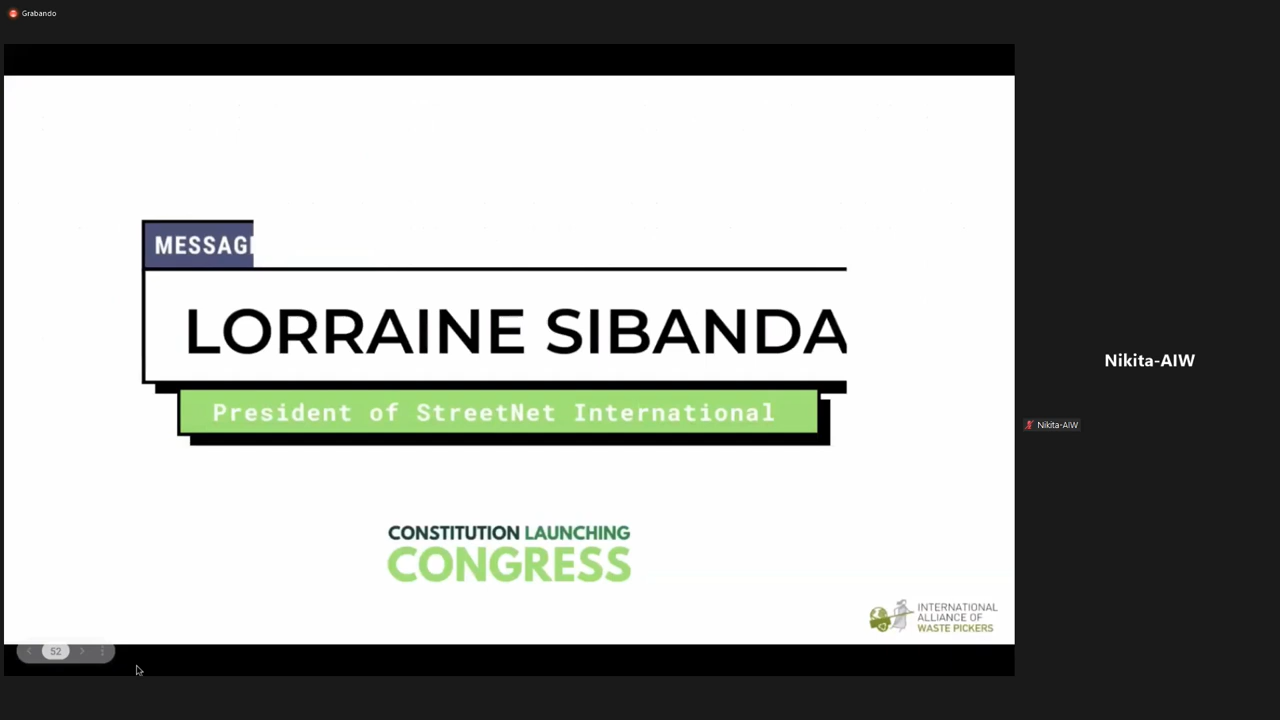 Grabando
MESSAGE
LORRAINE SIBANDA
President of StreetNet International
CONSTITUTION LAUNCHING
CONGRESS
INTERNATIONAL
ALLIANCE OF
WASTE PICKERS
52
Nikita-AIW
Nikita-AIW